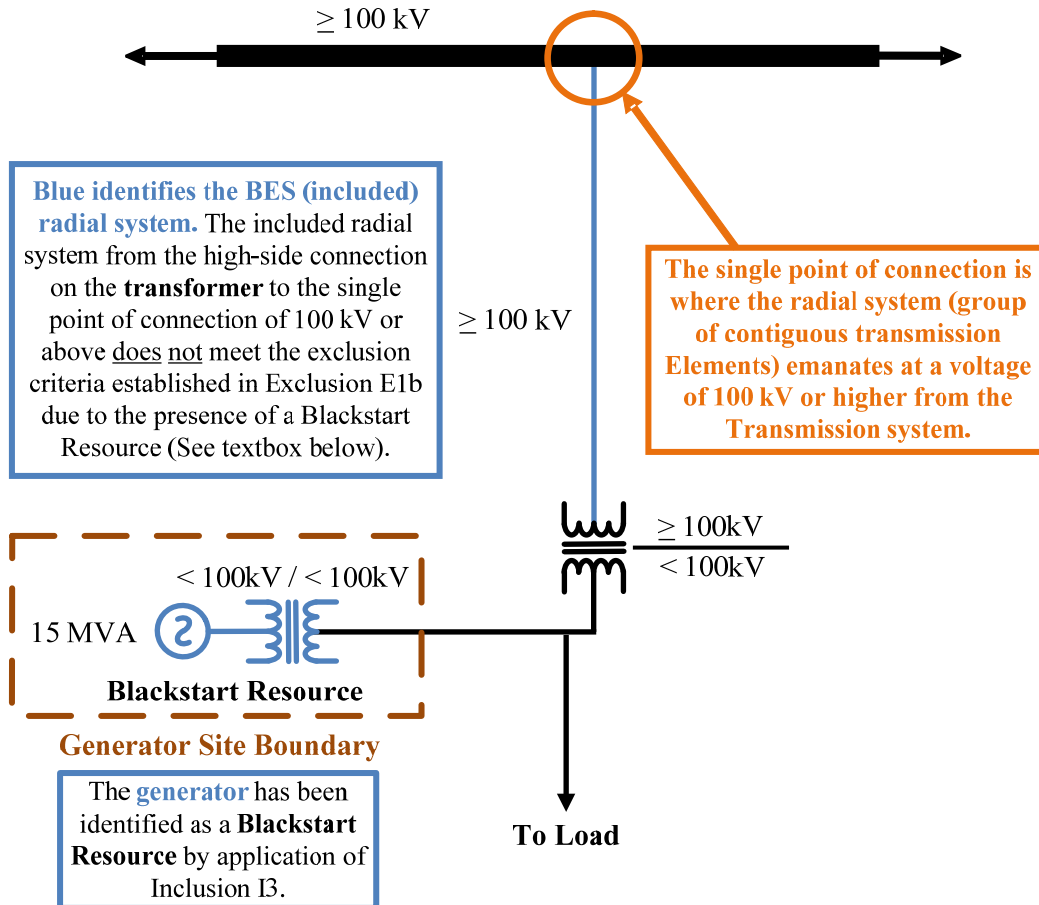 ≥ 100 kV
Blue identifies the BES (included)
radial system. The included radial
system from the high-side connection
on the transformer to the single
point of connection of 100 kV or
above does not meet the exclusion
criteria established in Exclusion E1b
due to the presence of a Blackstart
Resource (See textbox below).
≥ 100 kV
The single point of connection is
where the radial system (group
of contiguous transmission
Elements) emanates at a voltage
of 100 kV or higher from the
Transmission system.
≥ 100kV
< 100kV
< 100kV / < 100kV
15 MVA
Blackstart Resource
Generator Site Boundary
The generator has been
identified as a Blackstart
Resource by application of
Inclusion I3.
To Load